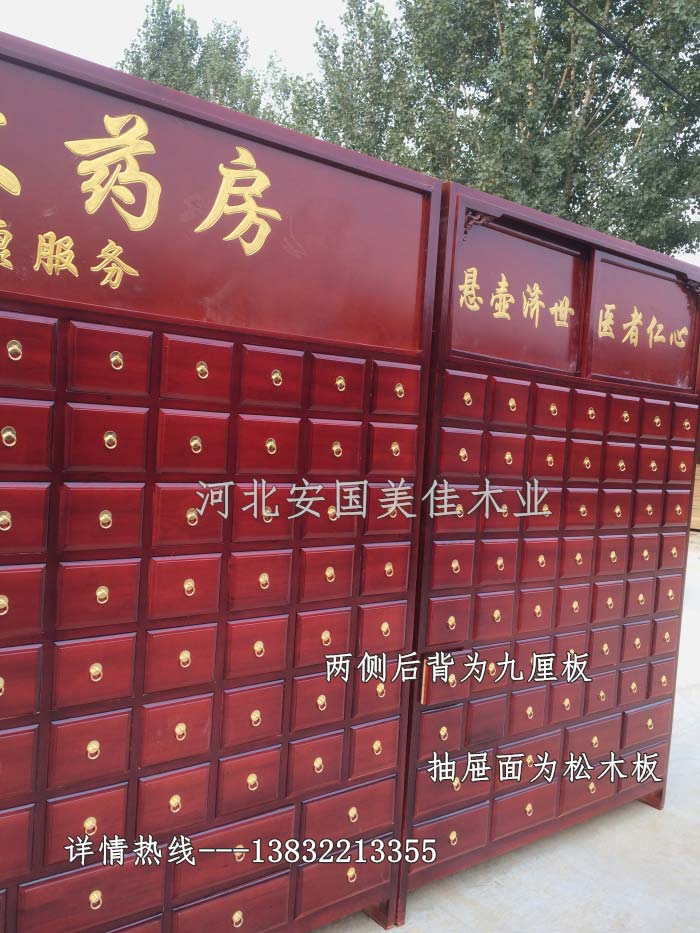 药房
服务
悬壶济世 医者仁心
河北安国美佳木业
两侧后背为九厘板
抽屉面为松木板
详情热线---13832213355